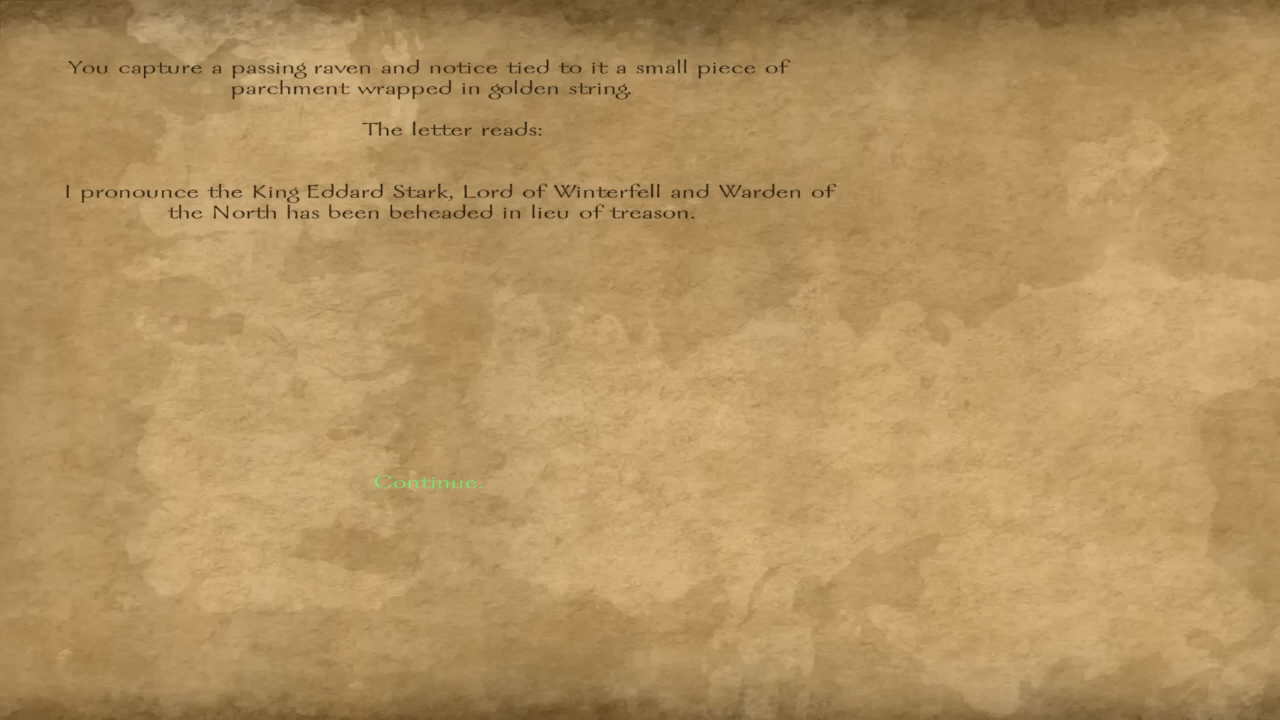 You capture a passing raven and notice tied to it a small piece of
parchment wrapped in golden string.
The letter reads:
I pronounce the King Eddard Stark, Lord of Winterfell and Warden of
the North has been beheaded in lieu of treason.
Continue.